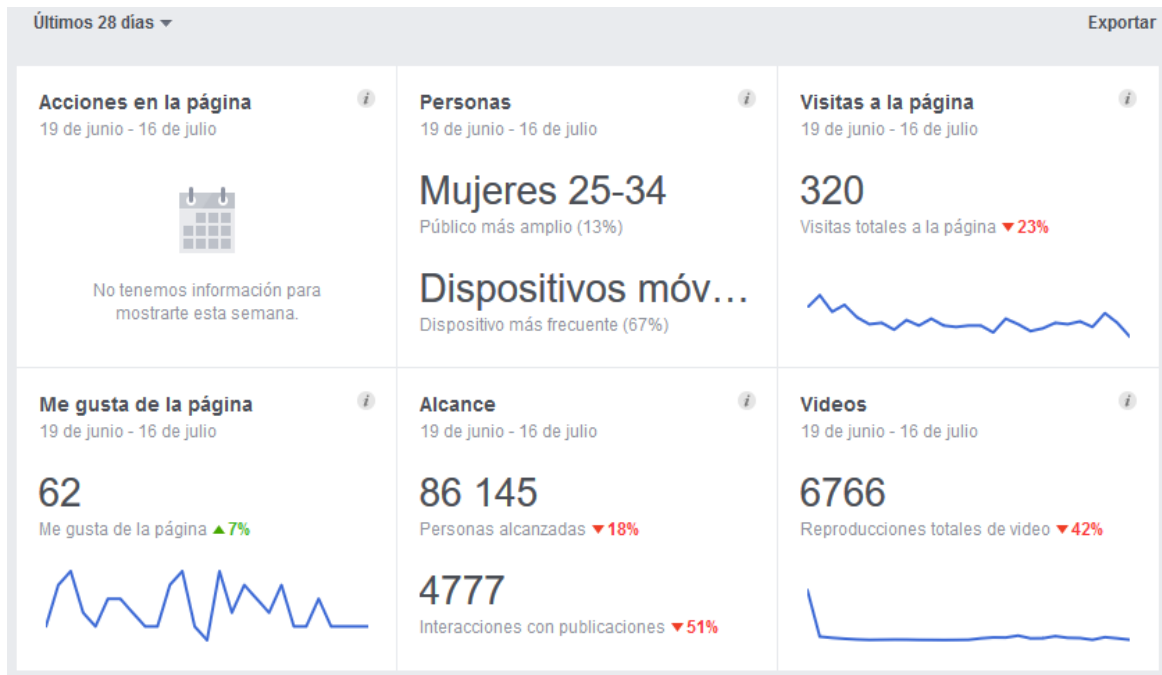 Últimos 28 días
Exportar
Acciones en la página
19 de junio - 16 de julio
No tenemos información para
mostrarte esta semana.
Personas
19 de junio - 16 de julio
Mujeres 25-34
Público más amplio (13%)
Dispositivos móv...
Dispositivo más frecuente (67%)
Visitas a la página
19 de junio - 16 de julio
320
Visitas totales a la página ▼23%
Me gusta de la página
19 de junio - 16 de julio
62
Me gusta de la página ▲7%
Alcance
19 de junio - 16 de julio
86 145
Personas alcanzadas ▼18%
4777
Interacciones con publicaciones ▼51%
Videos
19 de junio - 16 de julio
6766
Reproducciones totales de video ▼42%